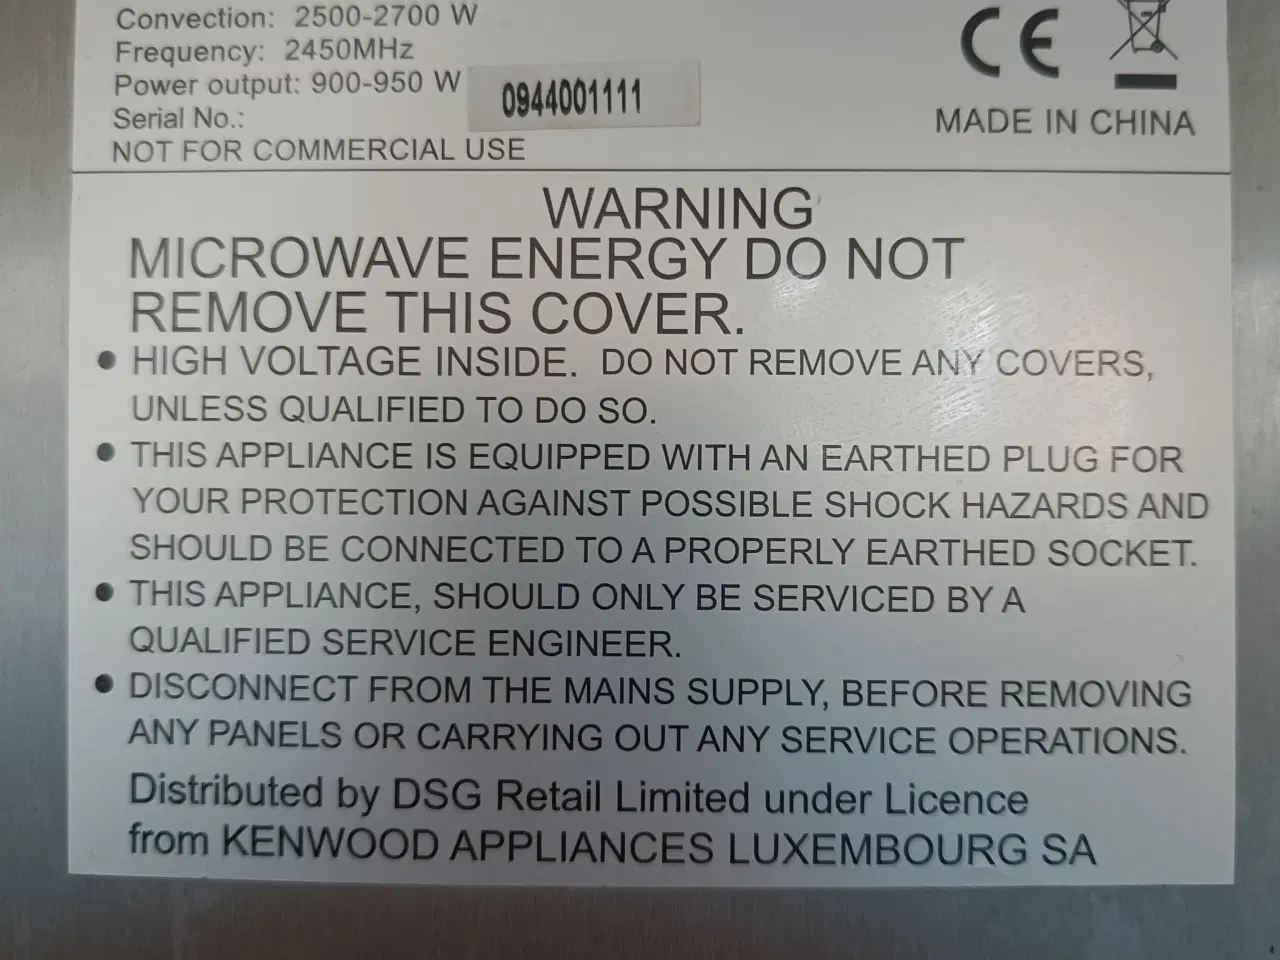 Convection: 2500-2700 W
Frequency: 2450MHz
Power output: 900-950 W
Serial No.: 0944001111
NOT FOR COMMERCIAL USE
CE
MADE IN CHINA
WARNING
MICROWAVE ENERGY DO NOT
REMOVE THIS COVER.
● HIGH VOLTAGE INSIDE. DO NOT REMOVE ANY COVERS,
UNLESS QUALIFIED TO DO SO.
● THIS APPLIANCE IS EQUIPPED WITH AN EARTHED PLUG FOR
YOUR PROTECTION AGAINST POSSIBLE SHOCK HAZARDS AND
SHOULD BE CONNECTED TO A PROPERLY EARTHED SOCKET.
● THIS APPLIANCE, SHOULD ONLY BE SERVICED BY A
QUALIFIED SERVICE ENGINEER.
● DISCONNECT FROM THE MAINS SUPPLY, BEFORE REMOVING
ANY PANELS OR CARRYING OUT ANY SERVICE OPERATIONS.
Distributed by DSG Retail Limited under Licence
from KENWOOD APPLIANCES LUXEMBOURG SA